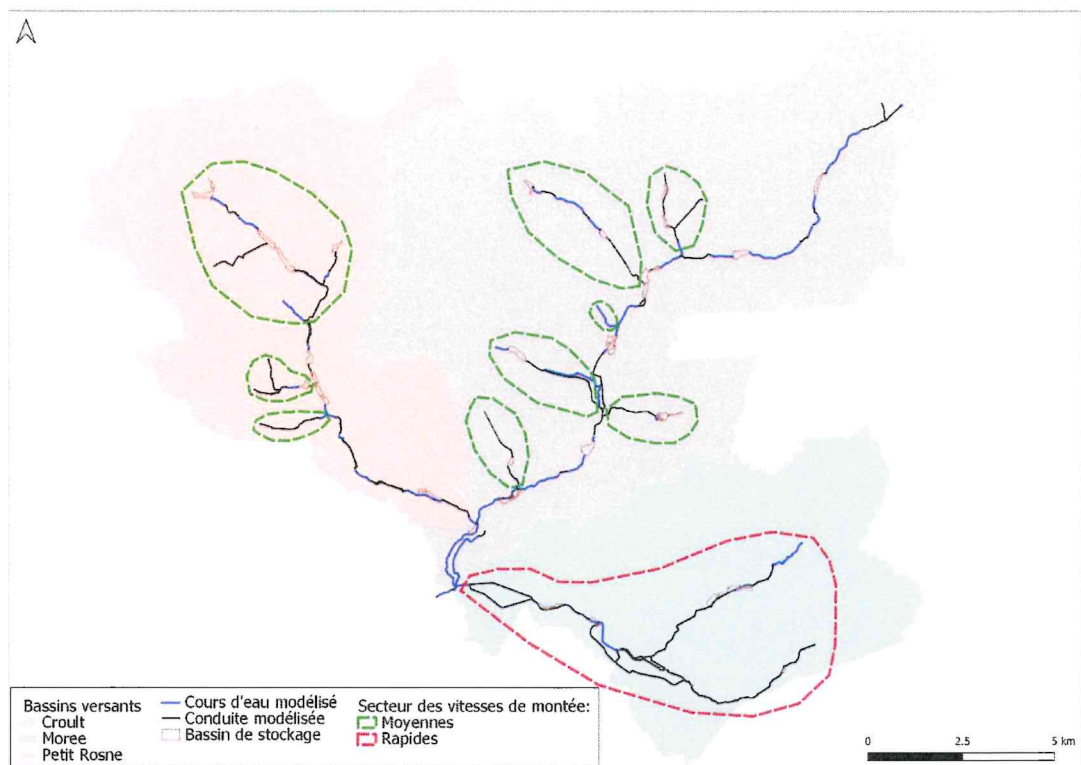 Bassins versants
Croult
Moree
Petit Rosne
Cours d'eau modélisé
Conduite modélisée
Bassin de stockage
Secteur des vitesses de montée:
Moyennes
Rapides
0 2.5 5 km